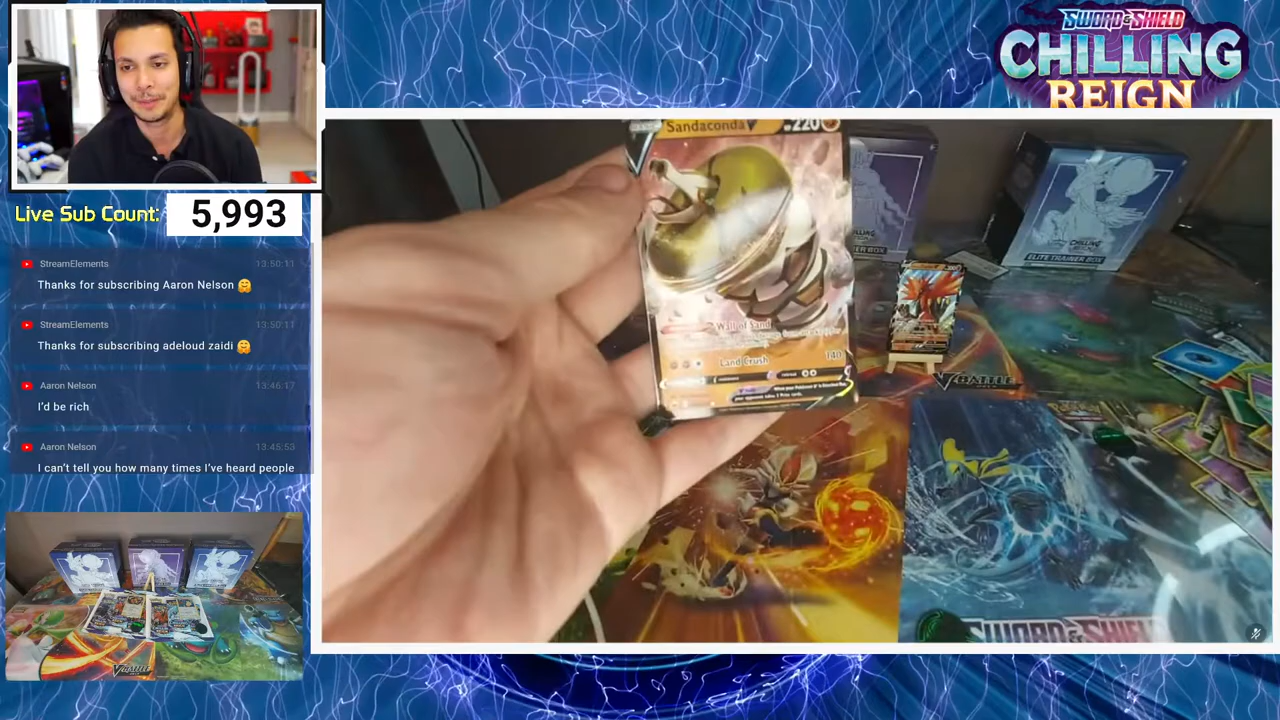 SWORD & SHIELD
CHILLING
REIGN
Sandaconda V 220
Live Sub Count: 5,993
StreamElements 13:50:11
Thanks for subscribing Aaron Nelson 🤗
StreamElements 13:50:11
Thanks for subscribing adeloud zaidi 🤗
Aaron Nelson 13:46:17
I'd be rich
Aaron Nelson 13:45:53
I can't tell you how many times I've heard people
CHILLING
ELITE TRAINER BOX
Wall of Sand
Land Crush 140
V BATTLE
SWORD & SHIELD